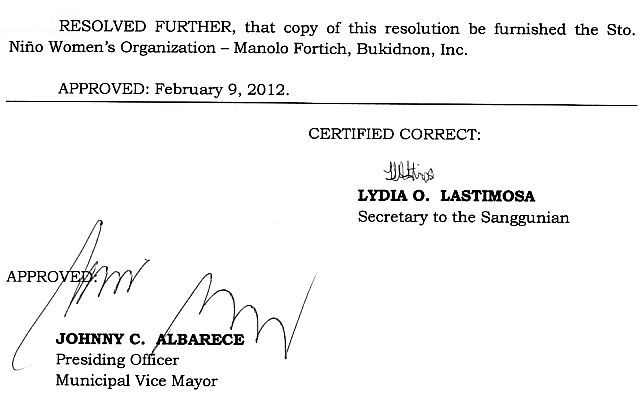 RESOLVED FURTHER, that copy of this resolution be furnished the Sto.
Niño Women's Organization – Manolo Fortich, Bukidnon, Inc.
APPROVED: February 9, 2012.
CERTIFIED CORRECT:
LYDIA O. LASTIMOSA
Secretary to the Sanggunian
APPROVED:
JOHNNY C. ALBARECE
Presiding Officer
Municipal Vice Mayor